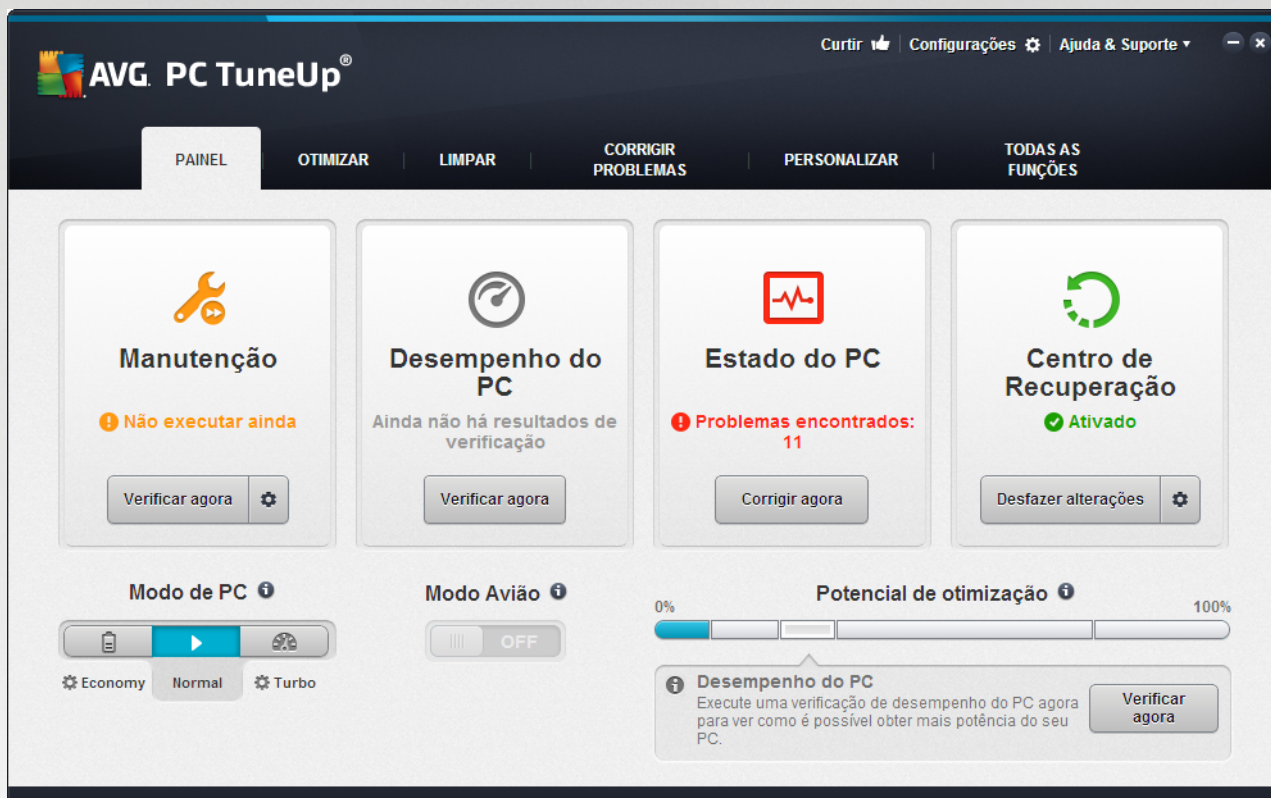 Curtir
Configurações
Ajuda & Suporte
AVG. PC TuneUp®
PAINEL
OTIMIZAR
LIMPAR
CORRIGIR
PROBLEMAS
PERSONALIZAR
TODAS AS
FUNÇÕES
Manutenção
Não executar ainda
Verificar agora
Desempenho do
PC
Ainda não há resultados de
verificação
Verificar agora
Estado do PC
Problemas encontrados:
11
Corrigir agora
Centro de
Recuperação
Ativado
Desfazer alterações
Modo de PC
Economy
Normal
Turbo
Modo Avião
OFF
Potencial de otimização
0%
100%
Desempenho do PC
Execute uma verificação de desempenho do PC agora
para ver como é possível obter mais potência do seu
PC.
Verificar
agora